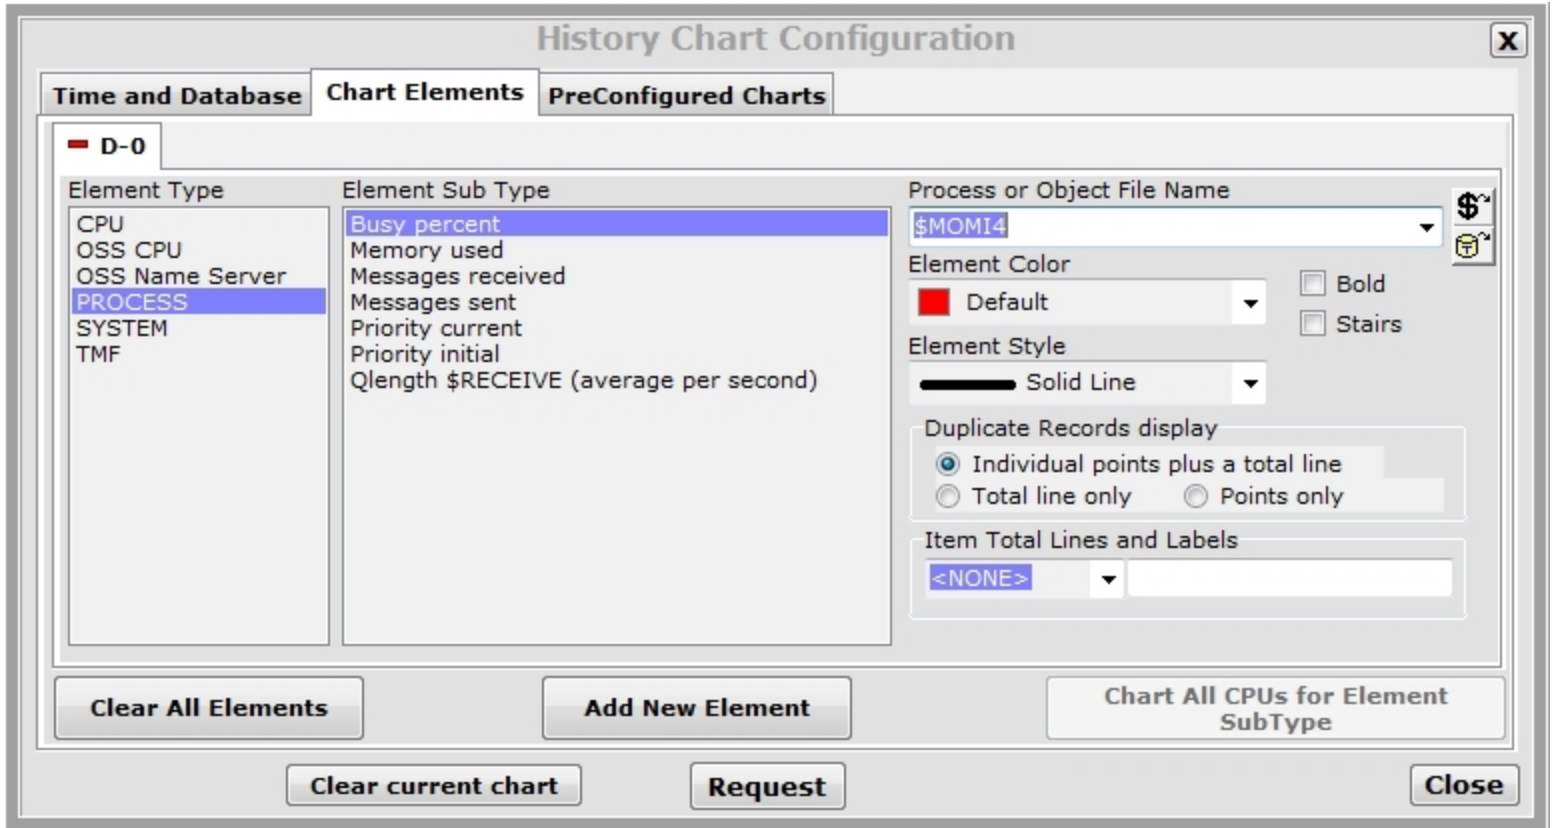 History Chart Configuration
X
Time and Database
Chart Elements
PreConfigured Charts
D-0
Element Type
CPU
OSS CPU
OSS Name Server
PROCESS
SYSTEM
TMF
Element Sub Type
Busy percent
Memory used
Messages received
Messages sent
Priority current
Priority initial
Qlength $RECEIVE (average per second)
Process or Object File Name
$MOMI4
$
T
Element Color
Default
Bold
Stairs
Element Style
Solid Line
Duplicate Records display
Individual points plus a total line
Total line only
Points only
Item Total Lines and Labels
<NONE>
Clear All Elements
Add New Element
Chart All CPUs for Element
SubType
Clear current chart
Request
Close